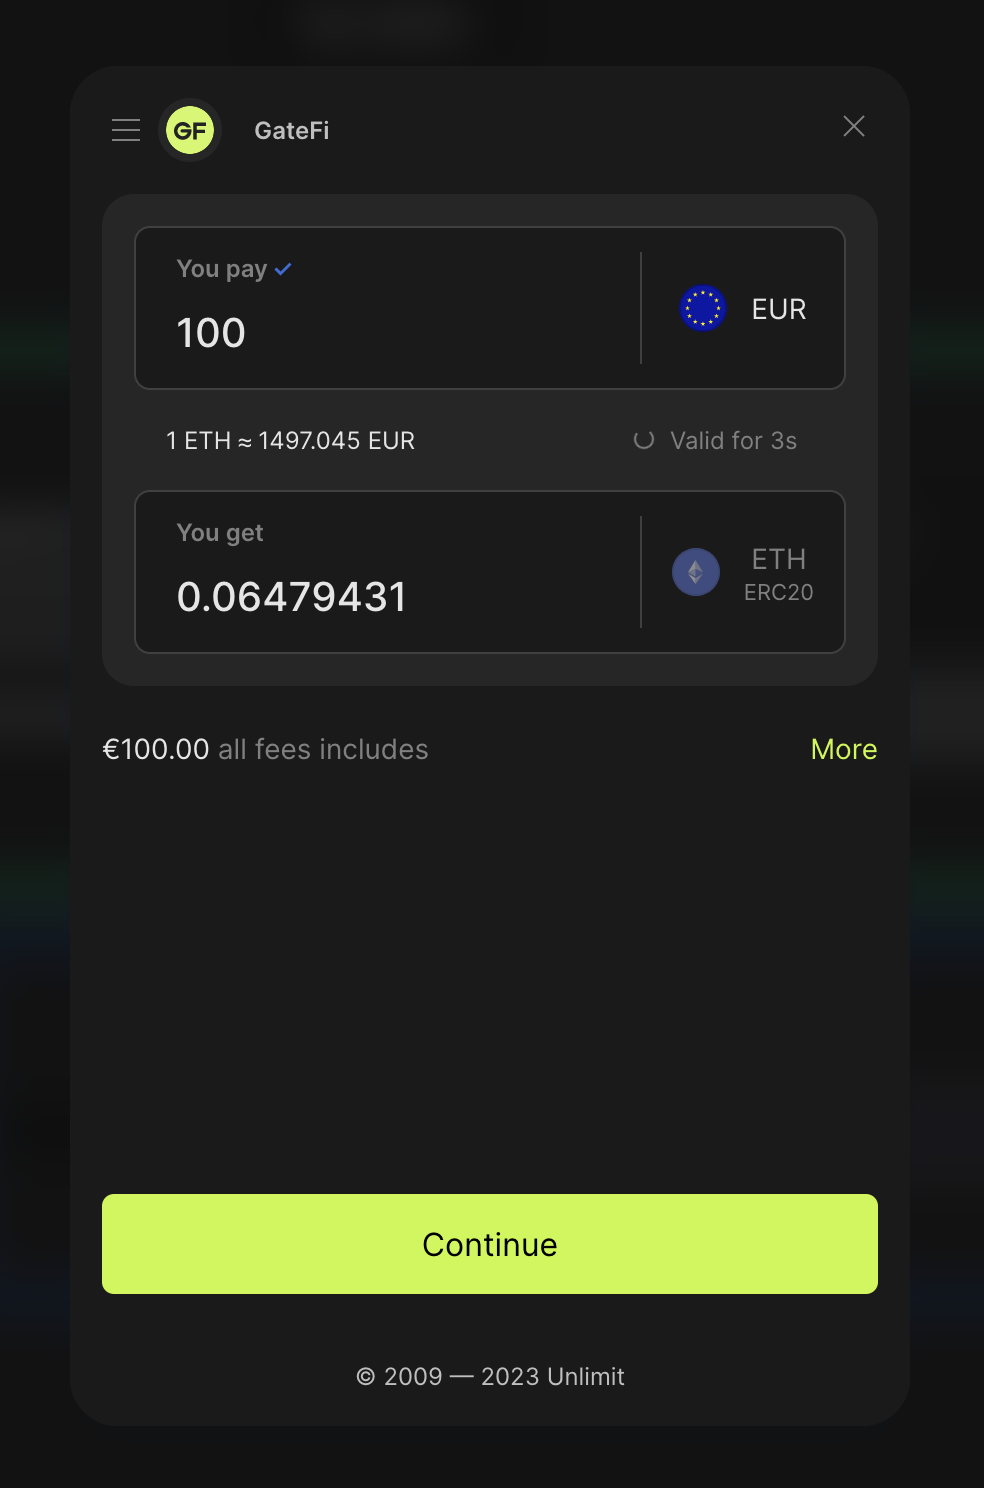 GF GateFi
You pay
100
EUR
1 ETH ≈ 1497.045 EUR Valid for 3s
You get
0.06479431
ETH
ERC20
€100.00 all fees includes More
Continue
© 2009 — 2023 Unlimit